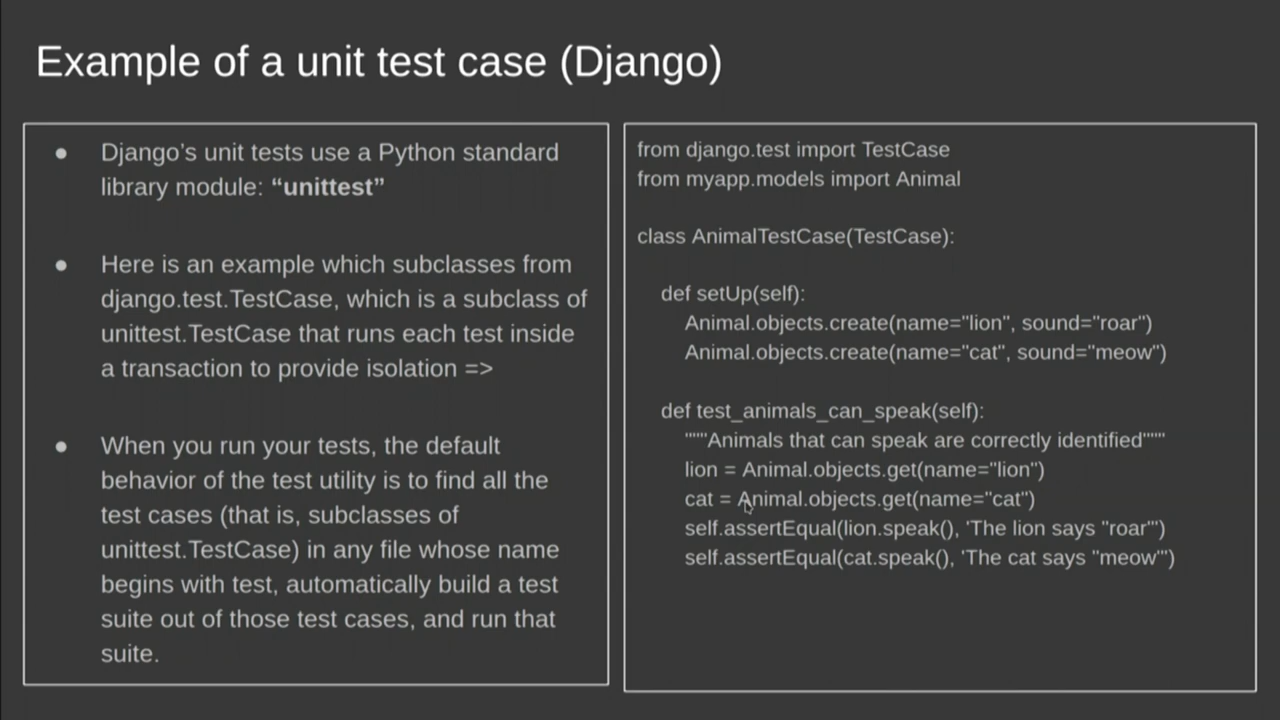 Example of a unit test case (Django)
● Django’s unit tests use a Python standard
library module: “unittest”
● Here is an example which subclasses from
django.test.TestCase, which is a subclass of
unittest.TestCase that runs each test inside
a transaction to provide isolation =>
● When you run your tests, the default
behavior of the test utility is to find all the
test cases (that is, subclasses of
unittest.TestCase) in any file whose name
begins with test, automatically build a test
suite out of those test cases, and run that
suite.
from django.test import TestCase
from myapp.models import Animal
class AnimalTestCase(TestCase):
def setUp(self):
Animal.objects.create(name="lion", sound="roar")
Animal.objects.create(name="cat", sound="meow")
def test_animals_can_speak(self):
"""Animals that can speak are correctly identified"""
lion = Animal.objects.get(name="lion")
cat = Animal.objects.get(name="cat")
self.assertEqual(lion.speak(), 'The lion says "roar"')
self.assertEqual(cat.speak(), 'The cat says "meow"')